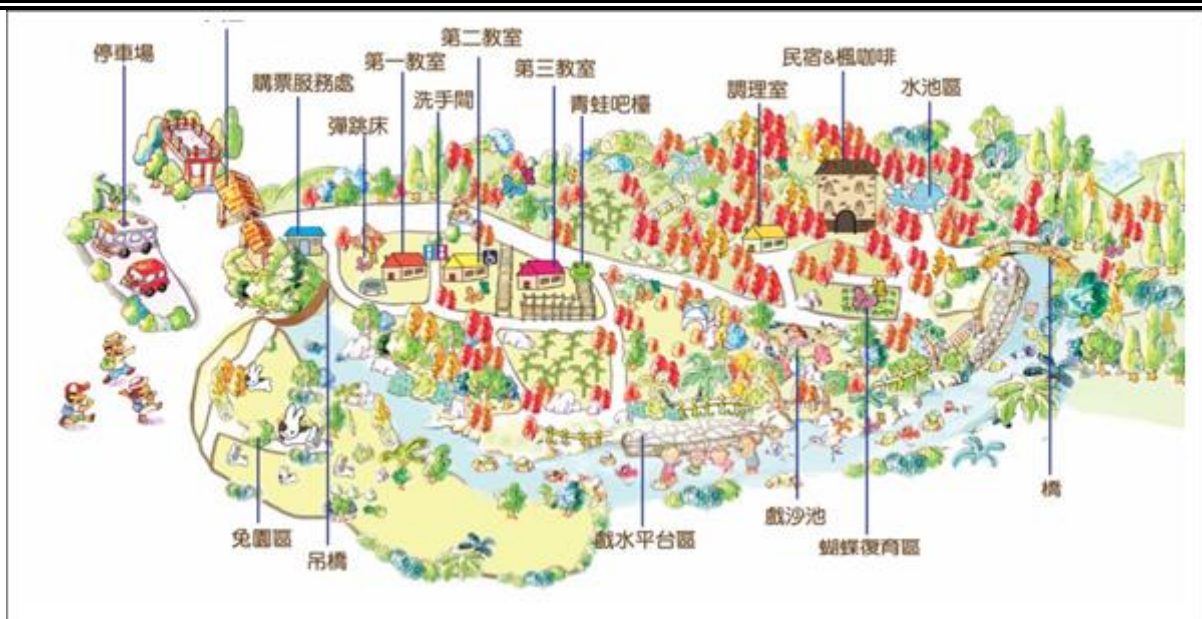 停車場
購票服務處
彈跳床
第一教室
洗手間
第二教室
第三教室
青蛙吧檯
調理室
民宿&楓咖啡
水池區
兔園區
吊橋
戲水平台區
戲沙池
蝴蝶復育區
橋